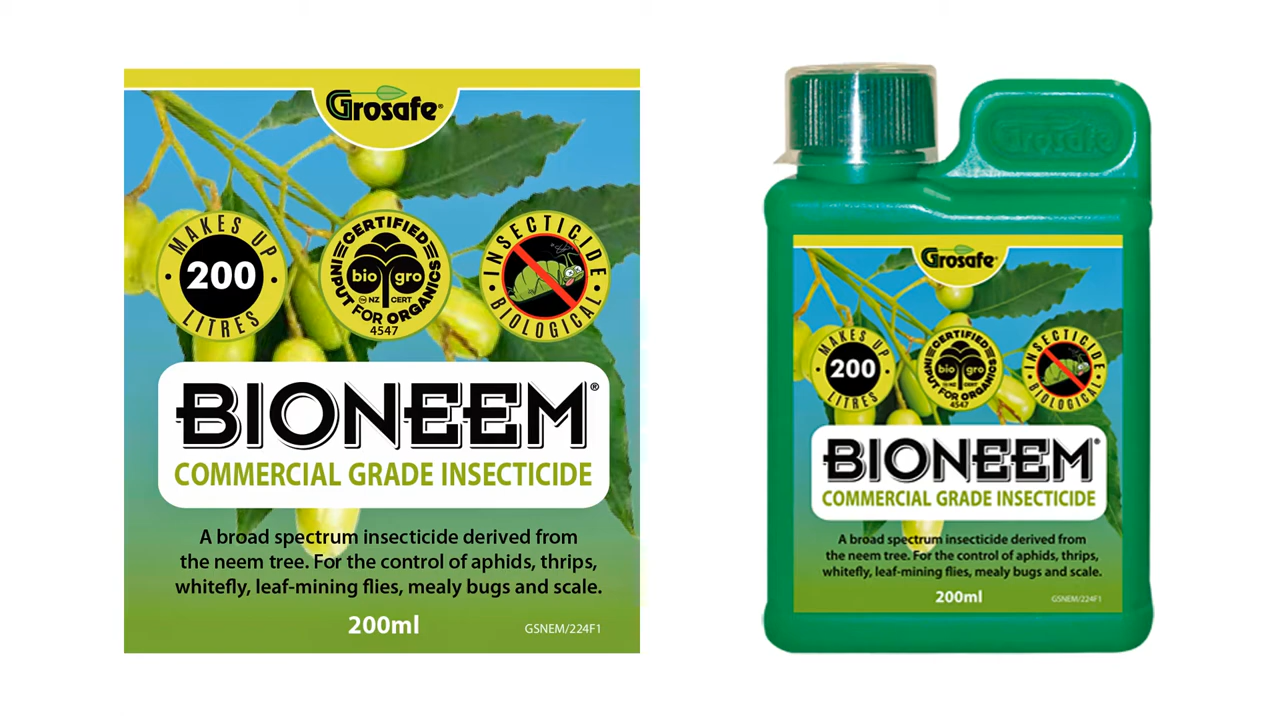 Grosafe®
MAKES UP
200
LITRES
CERTIFIED
bio gro
NZ CERT
INPUT FOR ORGANICS
4547
INSECTICIDE
BIOLOGICAL
BIONEEM®
COMMERCIAL GRADE INSECTICIDE
A broad spectrum insecticide derived from
the neem tree. For the control of aphids, thrips,
whitefly, leaf-mining flies, mealy bugs and scale.
200ml
GSNEM/224F1
Grosafe
Grosafe®
MAKES UP
200
LITRES
CERTIFIED
bio gro
NZ CERT
INPUT FOR ORGANICS
4547
INSECTICIDE
BIOLOGICAL
BIONEEM®
COMMERCIAL GRADE INSECTICIDE
A broad spectrum insecticide derived from
the neem tree. For the control of aphids, thrips,
whitefly, leaf-mining flies, mealy bugs and scale.
200ml
GSNEM/224F1